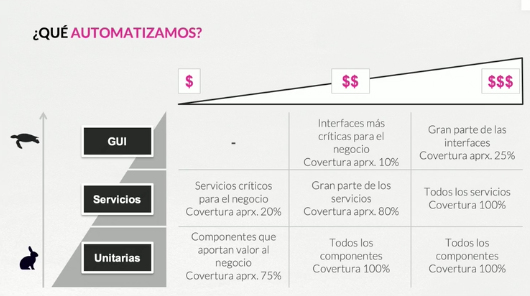 ¿QUÉ AUTOMATIZAMOS?
$
$$
$$$
GUI
-
Interfaces más
críticas para el
negocio
Covertura aprx. 10%
Gran parte de las
interfaces
Covertura aprx. 25%
Servicios
Servicios críticos
para el negocio
Covertura aprx. 20%
Gran parte de los
servicios
Covertura aprx. 80%
Todos los servicios
Covertura 100%
Unitarias
Componentes que
aportan valor al
negocio
Covertura aprx. 75%
Todos los
componentes
Covertura 100%
Todos los
componentes
Covertura 100%